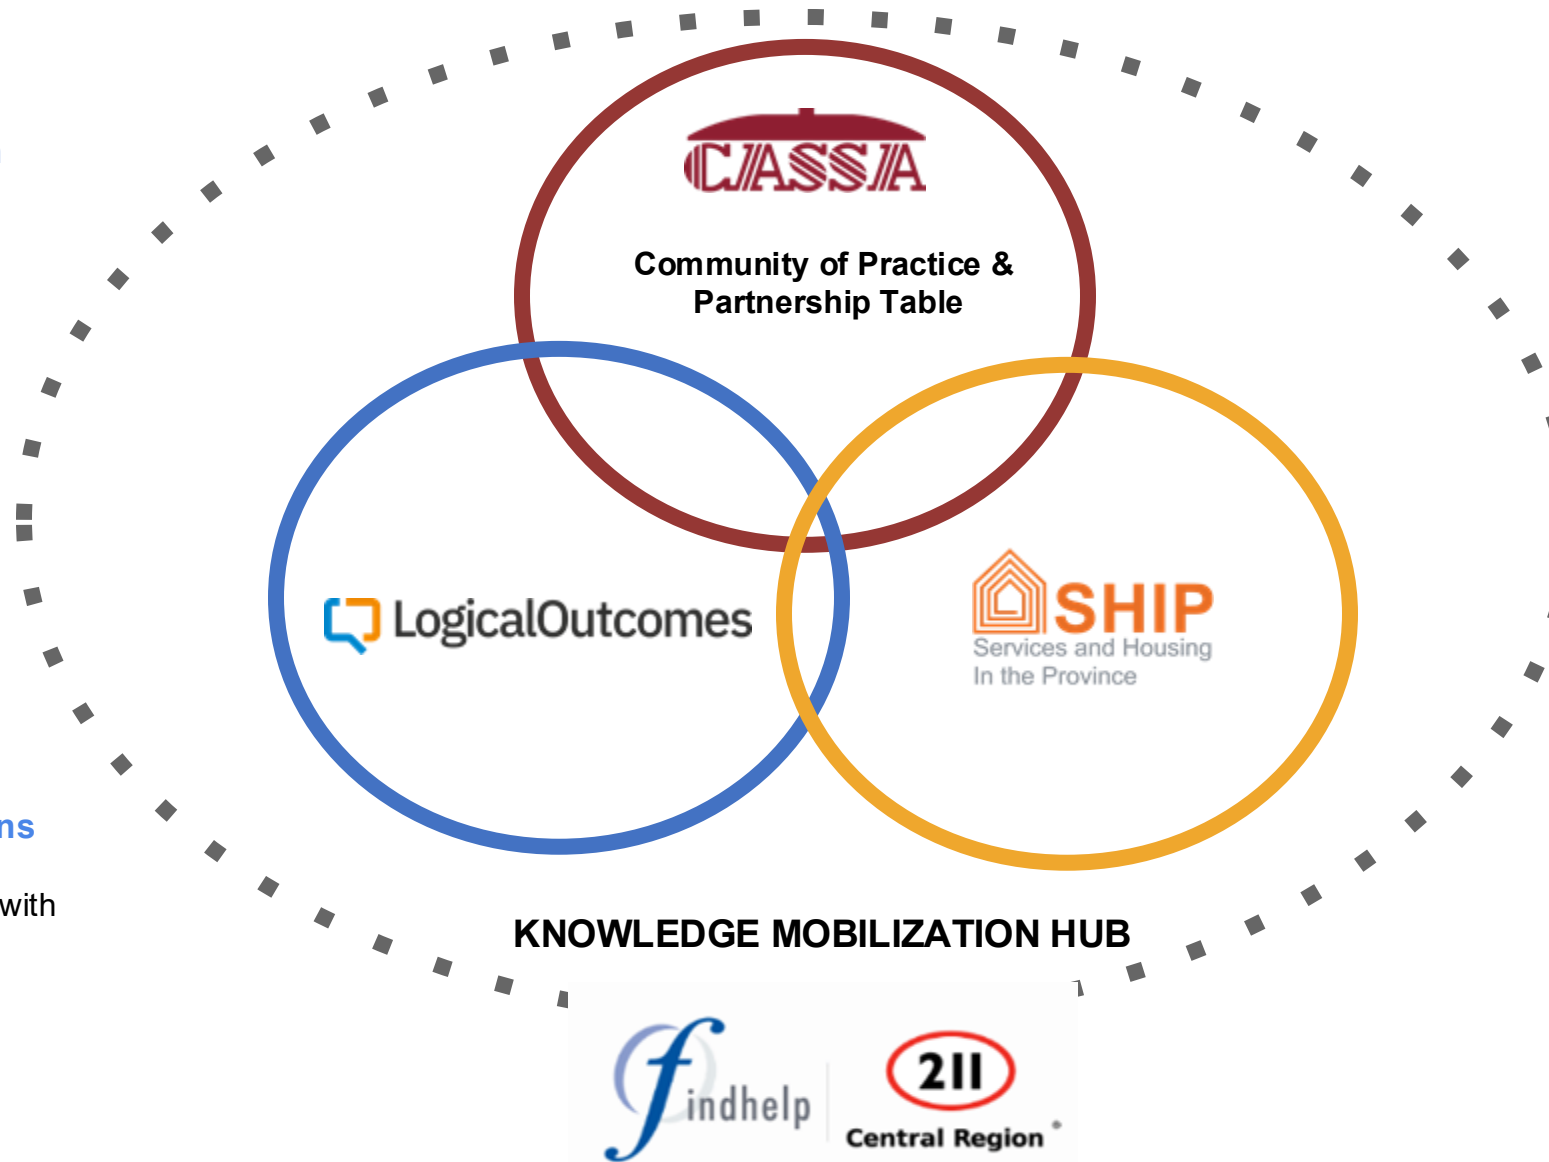 CASSA
Community of Practice &
Partnership Table
LogicalOutcomes
SHIP
Services and Housing
In the Province
ns
with
KNOWLEDGE MOBILIZATION HUB
findhelp
211
Central Region